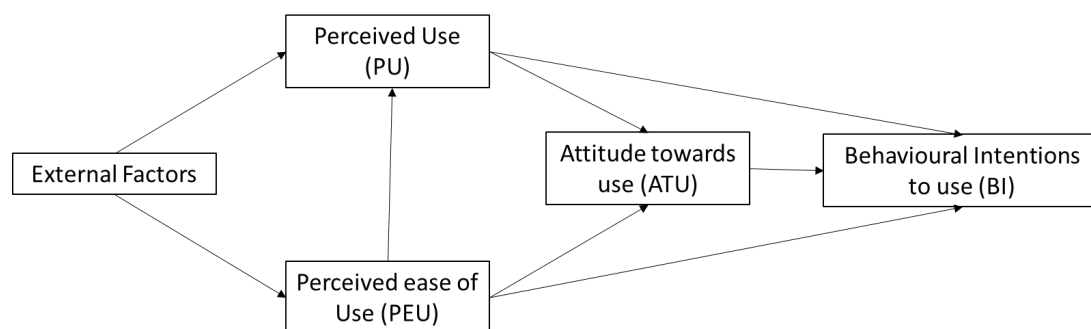 Perceived Use
(PU)
External Factors
Attitude towards
use (ATU)
Behavioural Intentions
to use (BI)
Perceived ease of
Use (PEU)